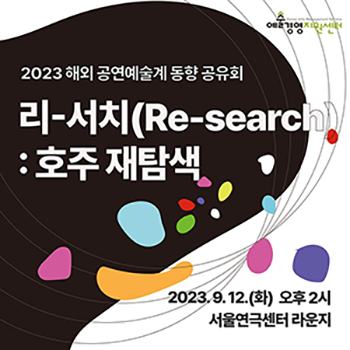 예술경영지원센터
2023 해외 공연예술계 동향 공유회
리-서치(Re-search)
: 호주 재탐색
2023. 9. 12.(화) 오후 2시
서울연극센터 라운지